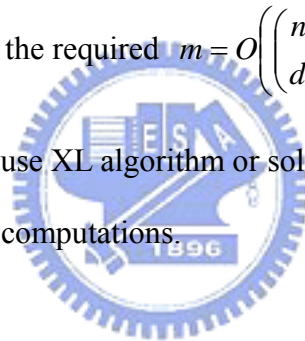 the required m = O((n d
use XL algorithm or sol
computations.
E S
1896